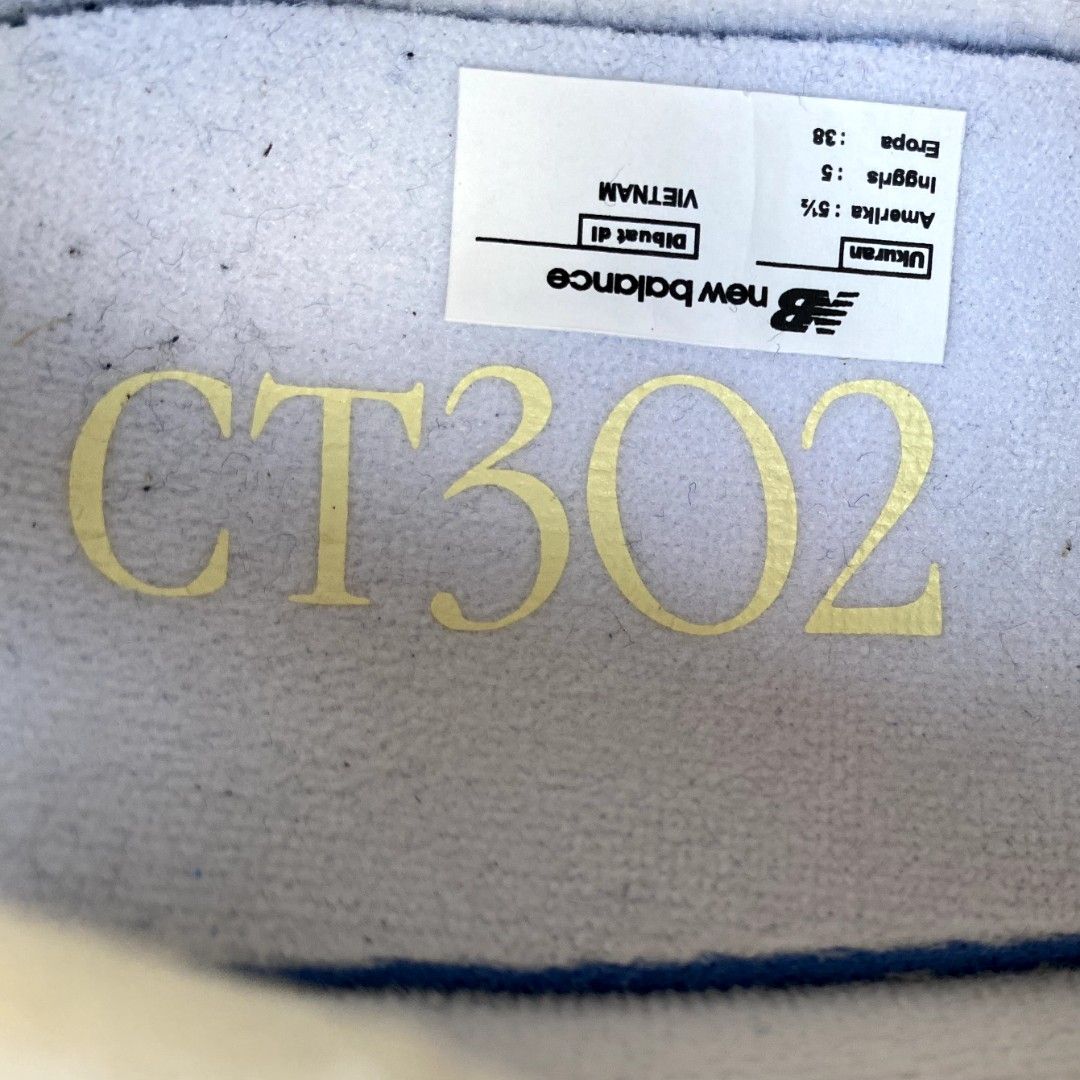 new balance
Ukuran
Amerika : 5½
Inggris : 5
Eropa : 38
Dibuat di
VIETNAM
CT302